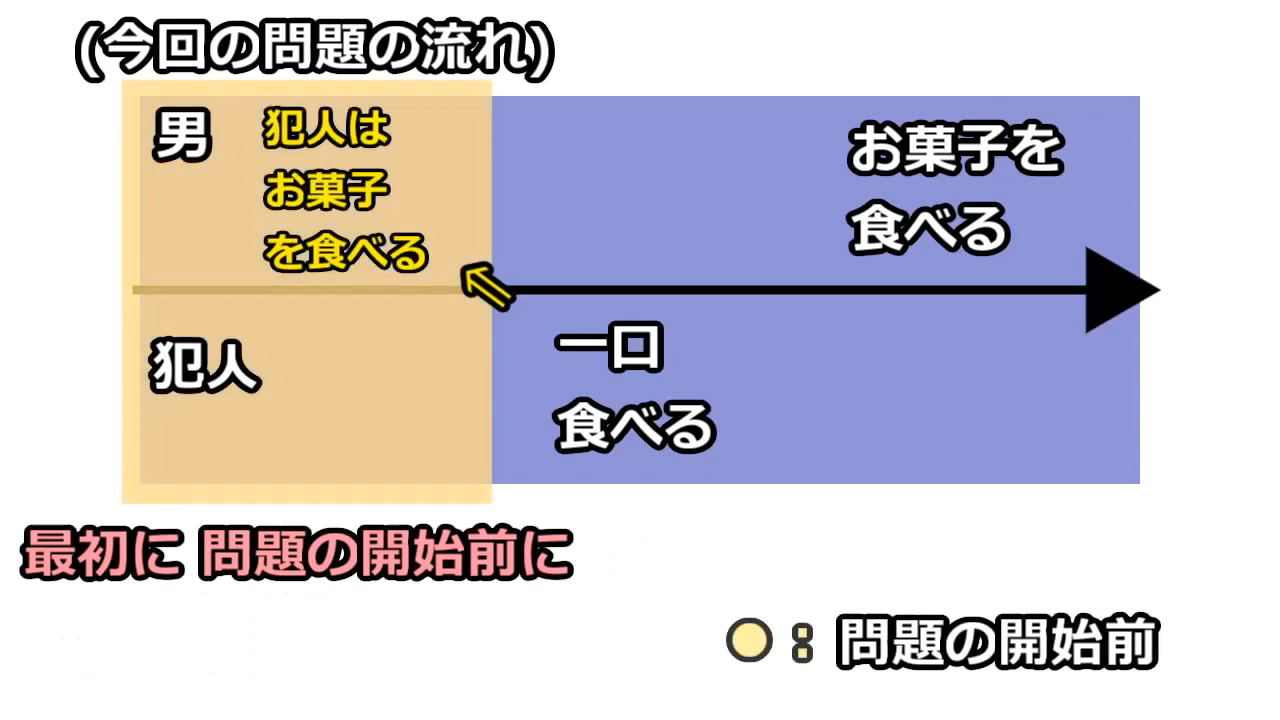 (今回の問題の流れ)
男
犯人は
お菓子
を食べる
お菓子を
食べる
犯人
一口
食べる
最初に 問題の開始前に
：問題の開始前